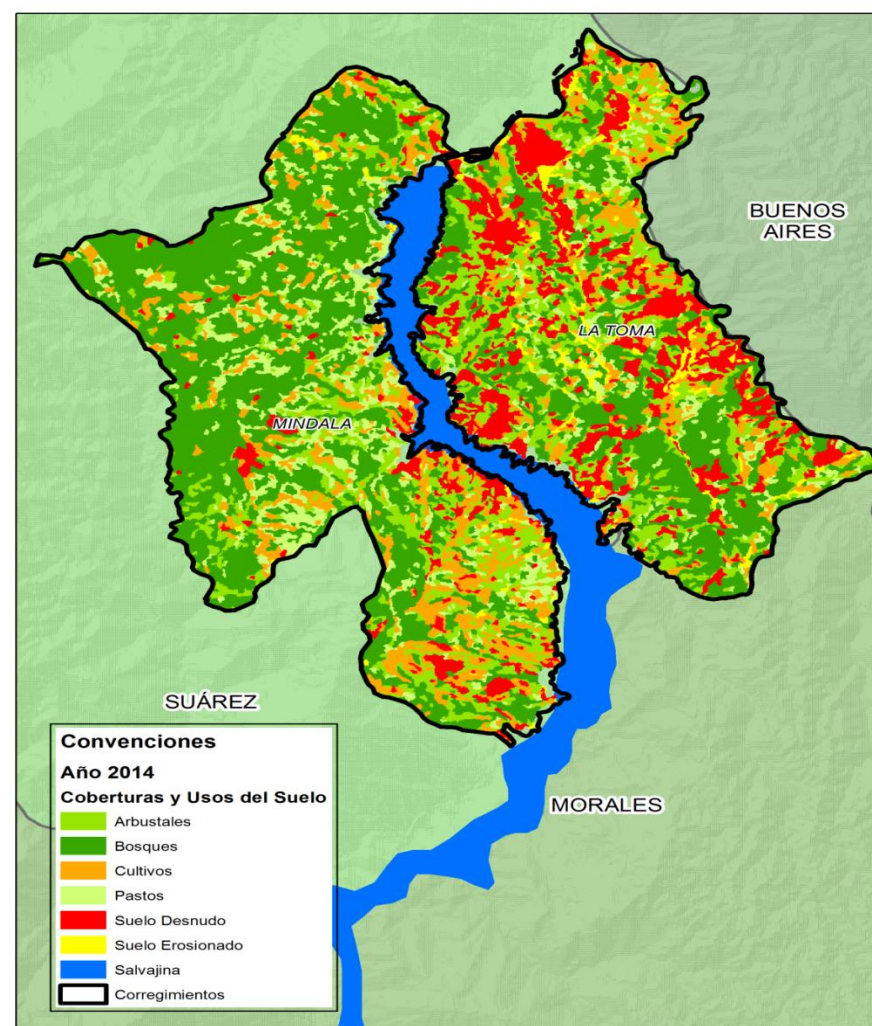 BUENOS
AIRES
LA TOMA
MINDALA
SUÁREZ
MORALES
Convenciones
Año 2014
Coberturas y Usos del Suelo
Arbustales
Bosques
Cultivos
Pastos
Suelo Desnudo
Suelo Erosionado
Salvajina
Corregimientos